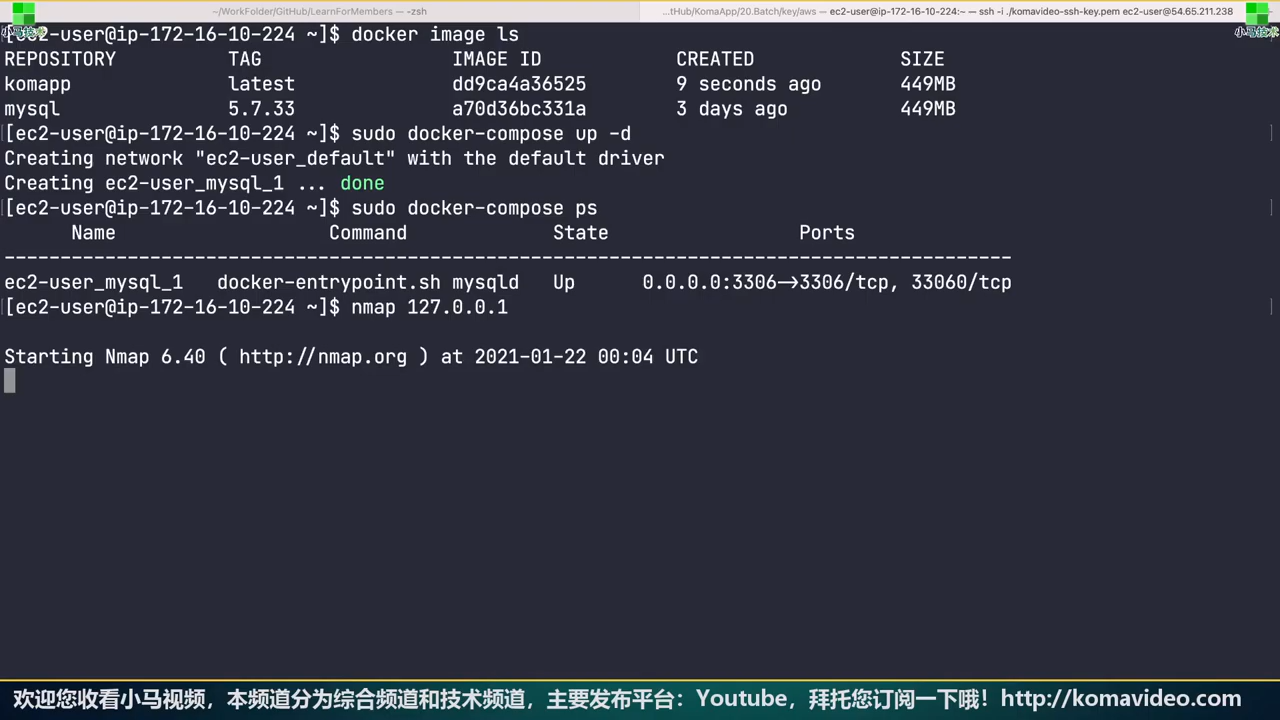 ~/WorkFolder/GitHub/LearnForMembers — -zsh
...tHub/KomaApp/20.Batch/key/aws — ec2-user@ip-172-16-10-224:~ — ssh -i ./komavideo-ssh-key.pem ec2-user@54.65.211.238
小马技术
小马技术
[ec2-user@ip-172-16-10-224 ~]$ docker image ls
REPOSITORY TAG IMAGE ID CREATED SIZE
komapp latest dd9ca4a36525 9 seconds ago 449MB
mysql 5.7.33 a70d36bc331a 3 days ago 449MB
[ec2-user@ip-172-16-10-224 ~]$ sudo docker-compose up -d
Creating network "ec2-user_default" with the default driver
Creating ec2-user_mysql_1 ... done
[ec2-user@ip-172-16-10-224 ~]$ sudo docker-compose ps
Name Command State Ports
------------------------------------------------------------------------------------------
ec2-user_mysql_1 docker-entrypoint.sh mysqld Up 0.0.0.0:3306->3306/tcp, 33060/tcp
[ec2-user@ip-172-16-10-224 ~]$ nmap 127.0.0.1
Starting Nmap 6.40 ( http://nmap.org ) at 2021-01-22 00:04 UTC
欢迎您收看小马视频，本频道分为综合频道和技术频道，主要发布平台：Youtube，拜托您订阅一下哦！http://komavideo.com